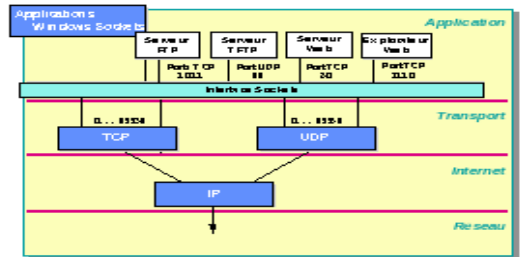 Applications
Windows Sockets
Application
Serveur
FTP
Serveur
TFTP
Serveur
Web
Explorateur
Web
Port TCP
Port UDP
Port TCP
Port TCP
Interface Sockets
Transport
TCP
UDP
Internet
IP
Reseau